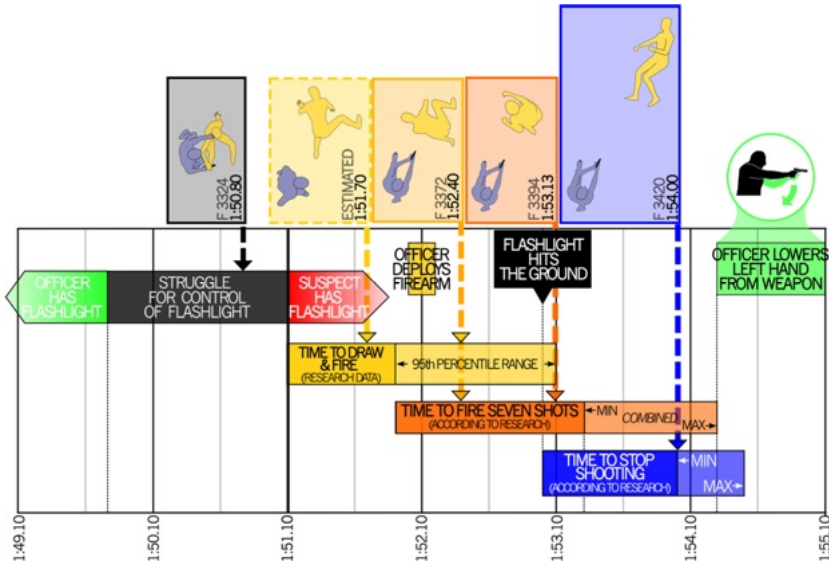 F 3324
1:50.80
ESTIMATED
1:51.70
F 3372
1:52.40
F 3394
1:53.13
F 3420
1:54.00
OFFICER
HAS
FLASHLIGHT
STRUGGLE
FOR CONTROL
OF FLASHLIGHT
SUSPECT
HAS
FLASHLIGHT
OFFICER
DEPLOYS
FIREARM
FLASHLIGHT
HITS
THE GROUND
OFFICER LOWERS
LEFT HAND
FROM WEAPON
TIME TO DRAW
& FIRE
(RESEARCH DATA)
95th PERCENTILE RANGE
TIME TO FIRE SEVEN SHOTS
(ACCORDING TO RESEARCH)
MIN
COMBINED
MAX
TIME TO STOP
SHOOTING
(ACCORDING TO RESEARCH)
MIN
MAX
1:49.10
1:50.10
1:51.10
1:52.10
1:53.10
1:54.10
1:55.10